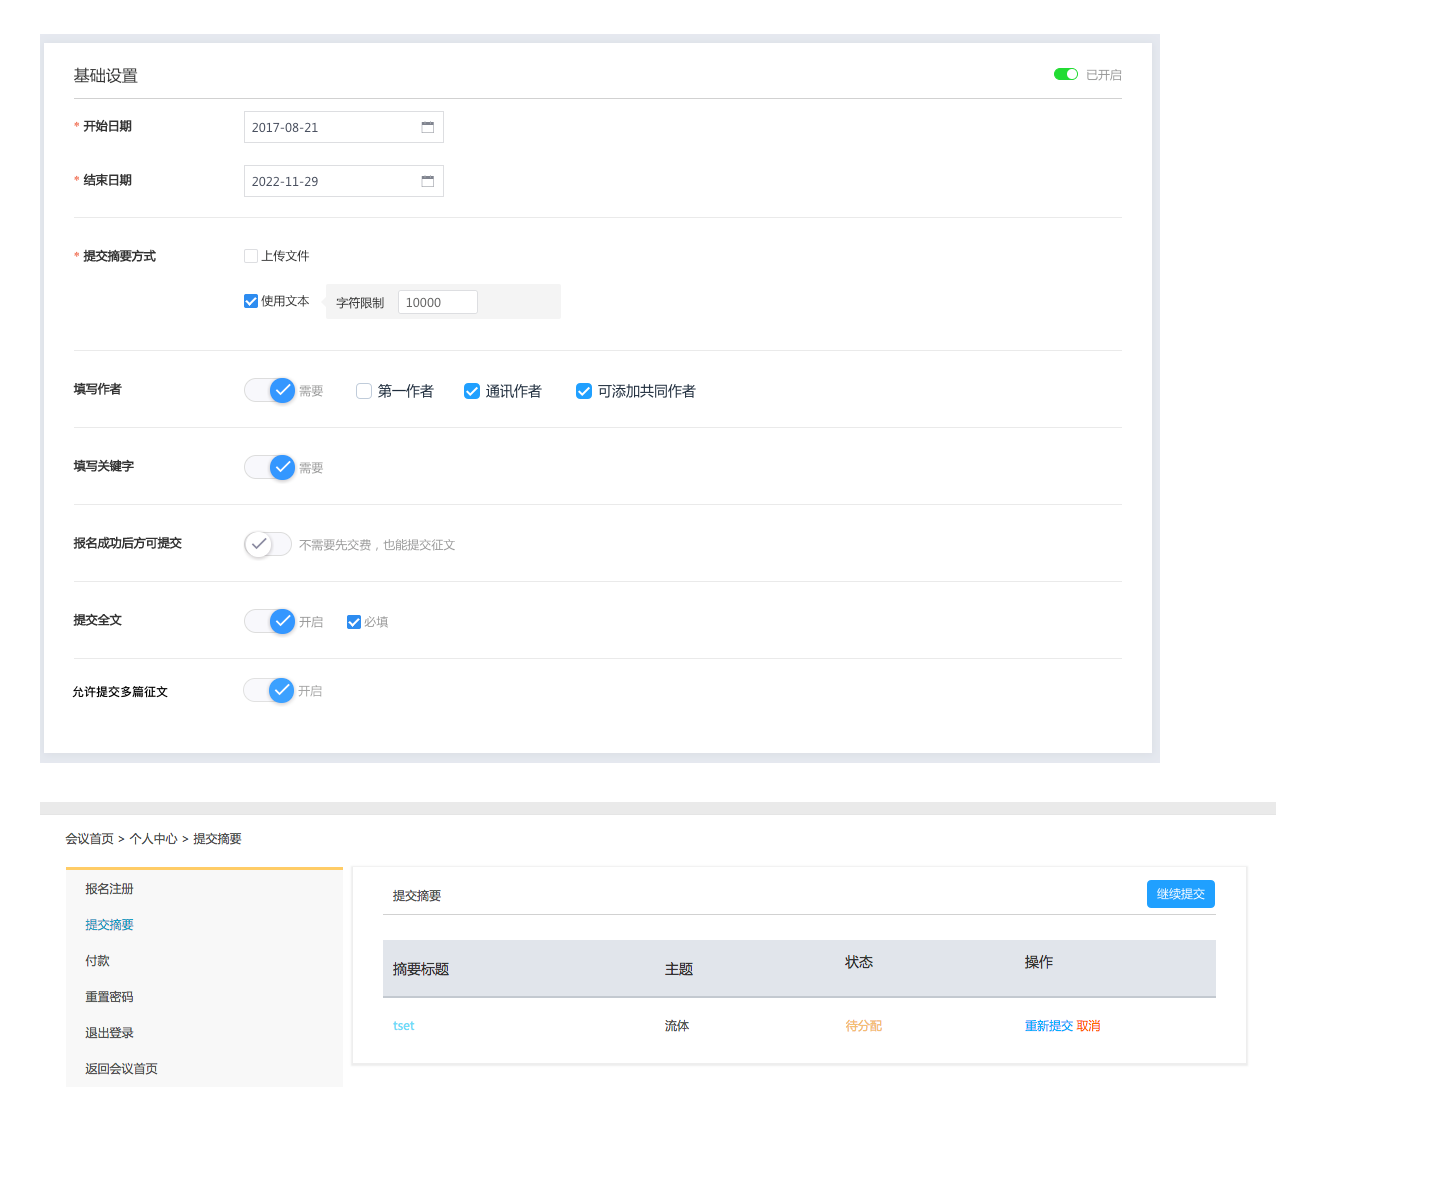 基础设置 已开启
* 开始日期 2017-08-21
* 结束日期 2022-11-29
* 提交摘要方式 上传文件
使用文本 字符限制 10000
填写作者 需要 第一作者 通讯作者 可添加共同作者
填写关键字 需要
报名成功后方可提交 不需要先交费，也能提交征文
提交全文 开启 必填
允许提交多篇征文 开启
会议首页 > 个人中心 > 提交摘要
报名注册
提交摘要
付款
重置密码
退出登录
返回会议首页
提交摘要 继续提交
摘要标题 主题 状态 操作
tset 流体 待分配 重新提交 取消